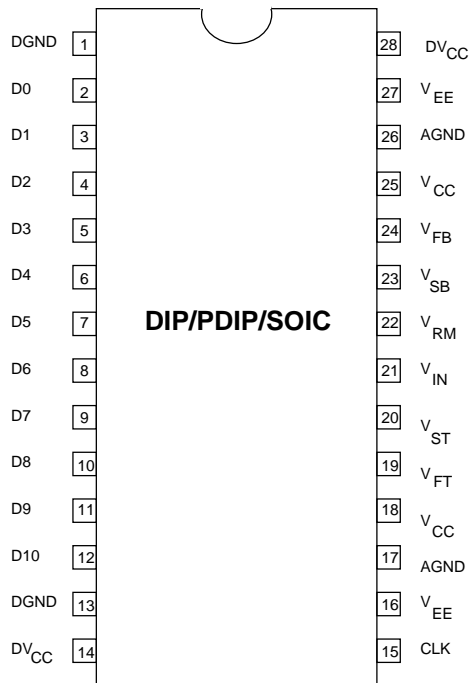 DGND 1 28 DVCC
D0 2 27 VEE
D1 3 26 AGND
D2 4 25 VCC
D3 5 24 VFB
D4 6 23 VSB
D5 7 DIP/PDIP/SOIC 22 VRM
D6 8 21 VIN
D7 9 20 VST
D8 10 19 VFT
D9 11 18 VCC
D10 12 17 AGND
DGND 13 16 VEE
DVCC 14 15 CLK